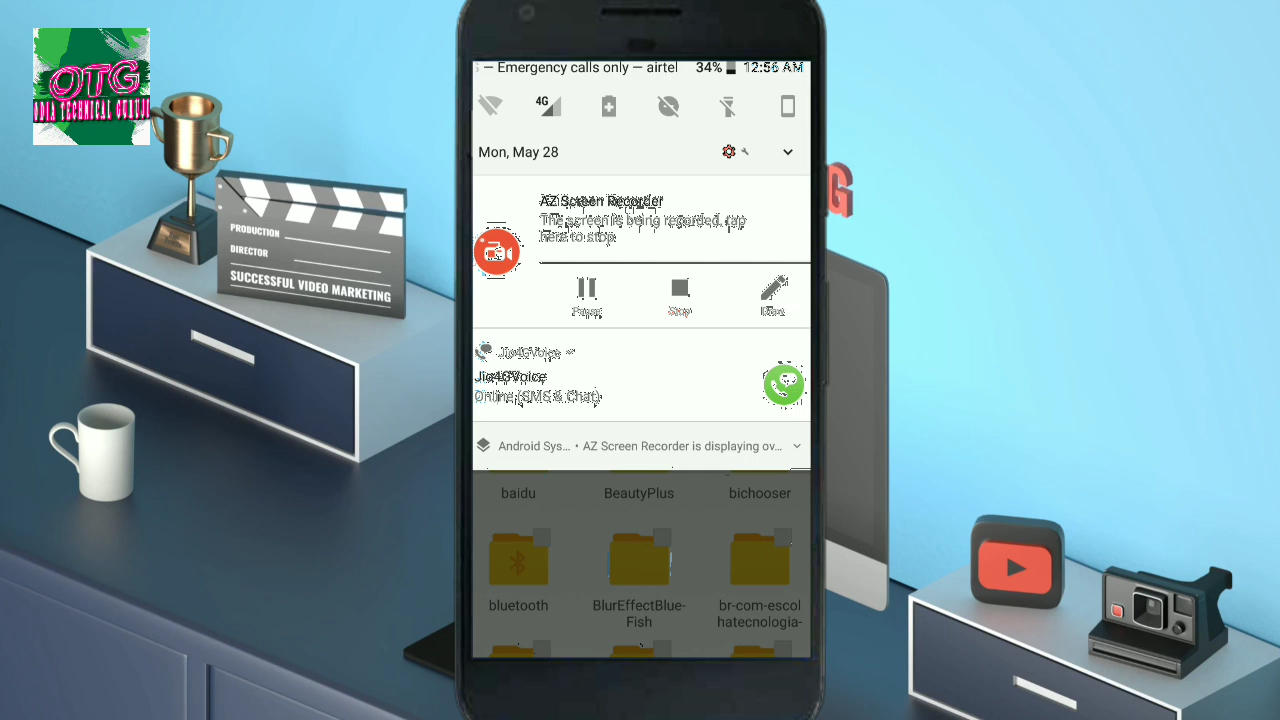 OTG
ODIA TECHNICAL GURUJI
PRODUCTION
DIRECTOR
SUCCESSFUL VIDEO MARKETING
G
— Emergency calls only — airtel 34% 12:56 AM
4G
Mon, May 28
AZ Screen Recorder
The screen is being recorded, tap
here to stop.
Pause Stop
Jio4GVoice
Jio4GVoice
Online (SMS & Chat)
Android Sys... • AZ Screen Recorder is displaying ov...
baidu BeautyPlus bichooser
bluetooth BlurEffectBlue-
Fish
br-com-escol
hatecnologia-